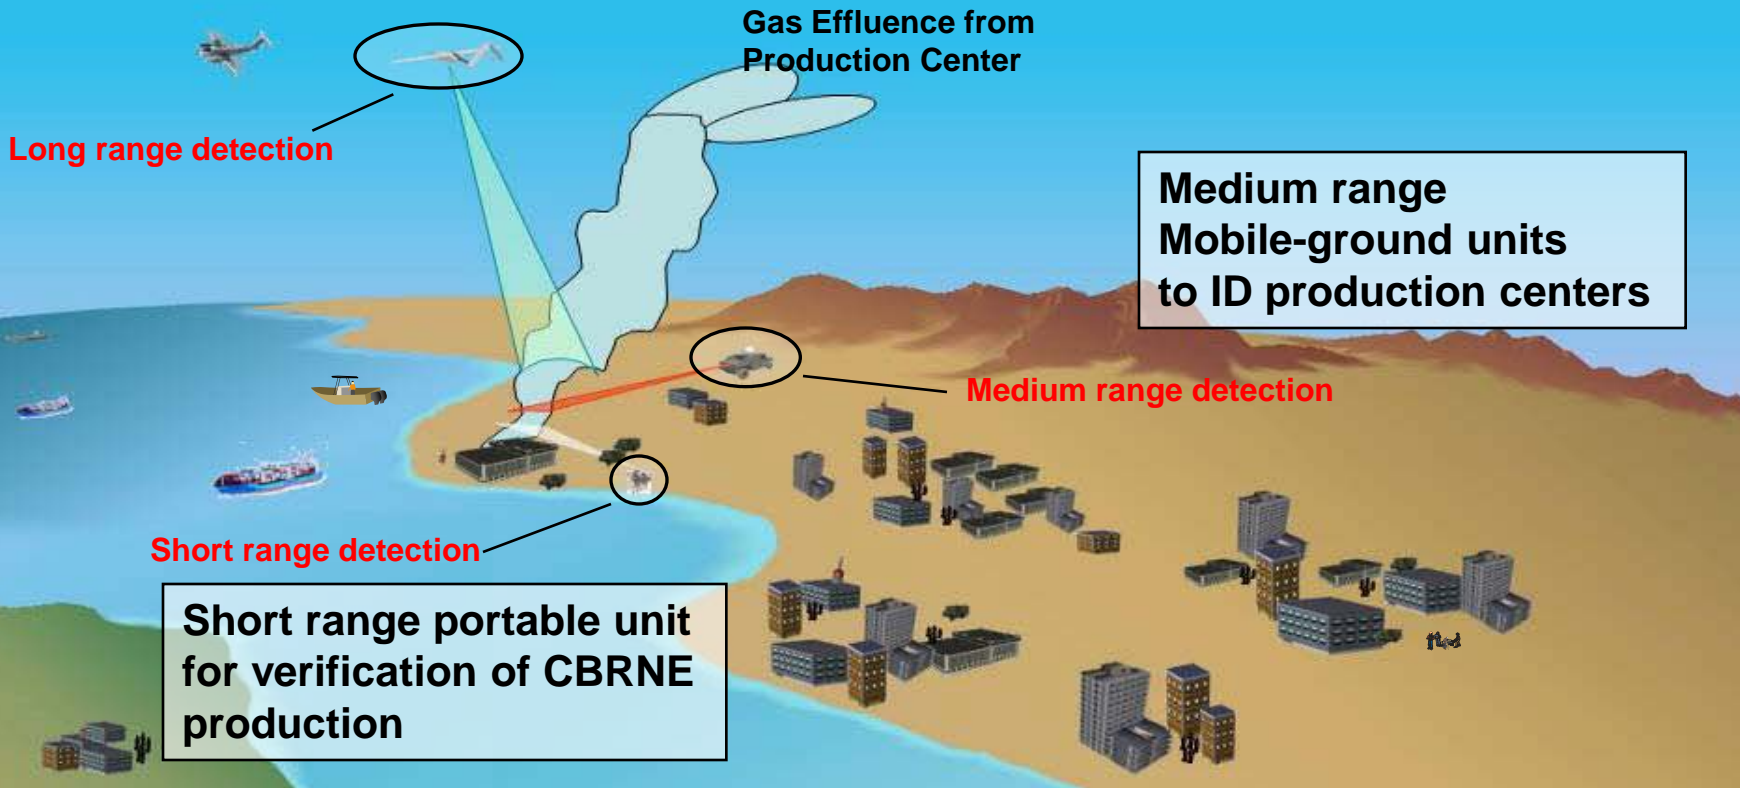 Gas Effluence from
Production Center
Long range detection
Medium range
Mobile-ground units
to ID production centers
Medium range detection
Short range detection
Short range portable unit
for verification of CBRNE
production